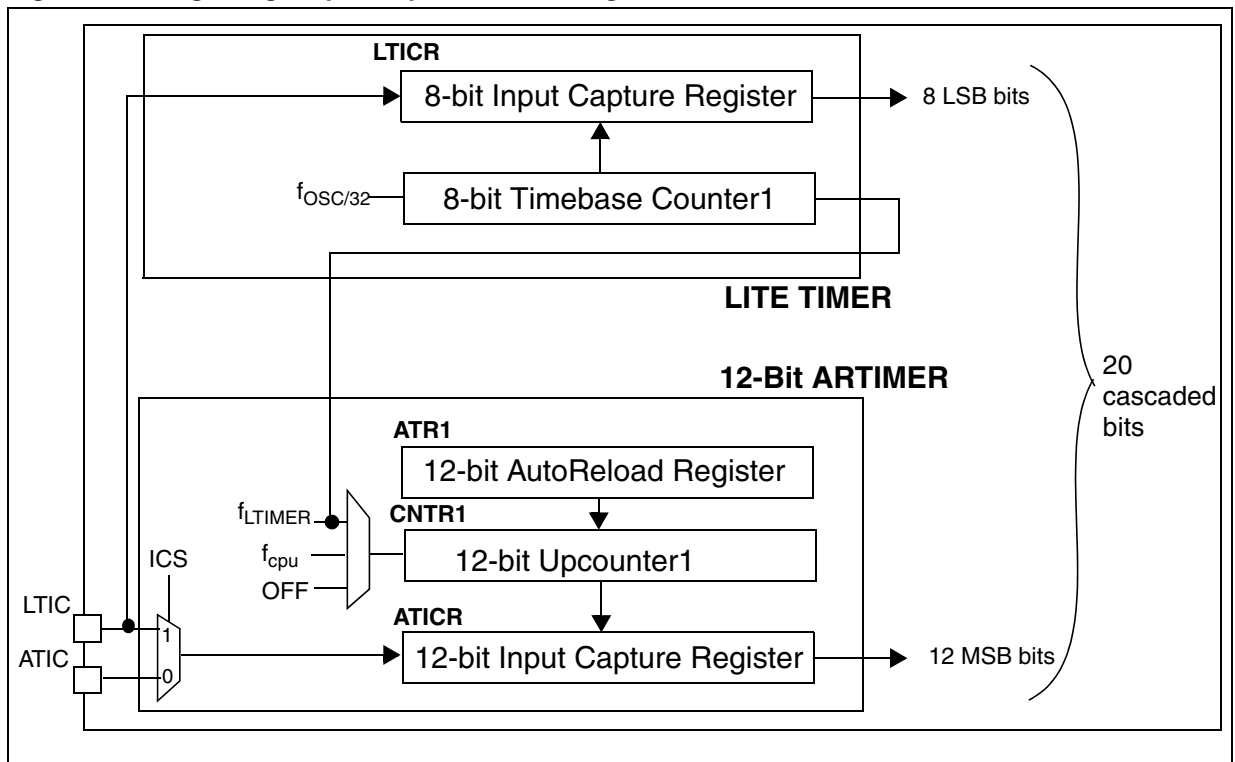 LTICR
8-bit Input Capture Register
8 LSB bits
fOSC/32
8-bit Timebase Counter1
LITE TIMER
12-Bit ARTIMER
20
cascaded
bits
ATR1
12-bit AutoReload Register
fLTIMER
CNTR1
fcpu
12-bit Upcounter1
OFF
ICS
LTIC
ATICR
1
ATIC
12-bit Input Capture Register
12 MSB bits
0